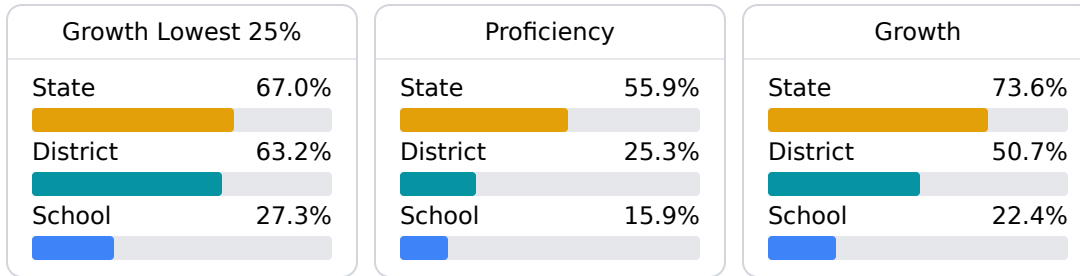 Growth Lowest 25%
State 67.0%
District 63.2%
School 27.3%
Proficiency
State 55.9%
District 25.3%
School 15.9%
Growth
State 73.6%
District 50.7%
School 22.4%